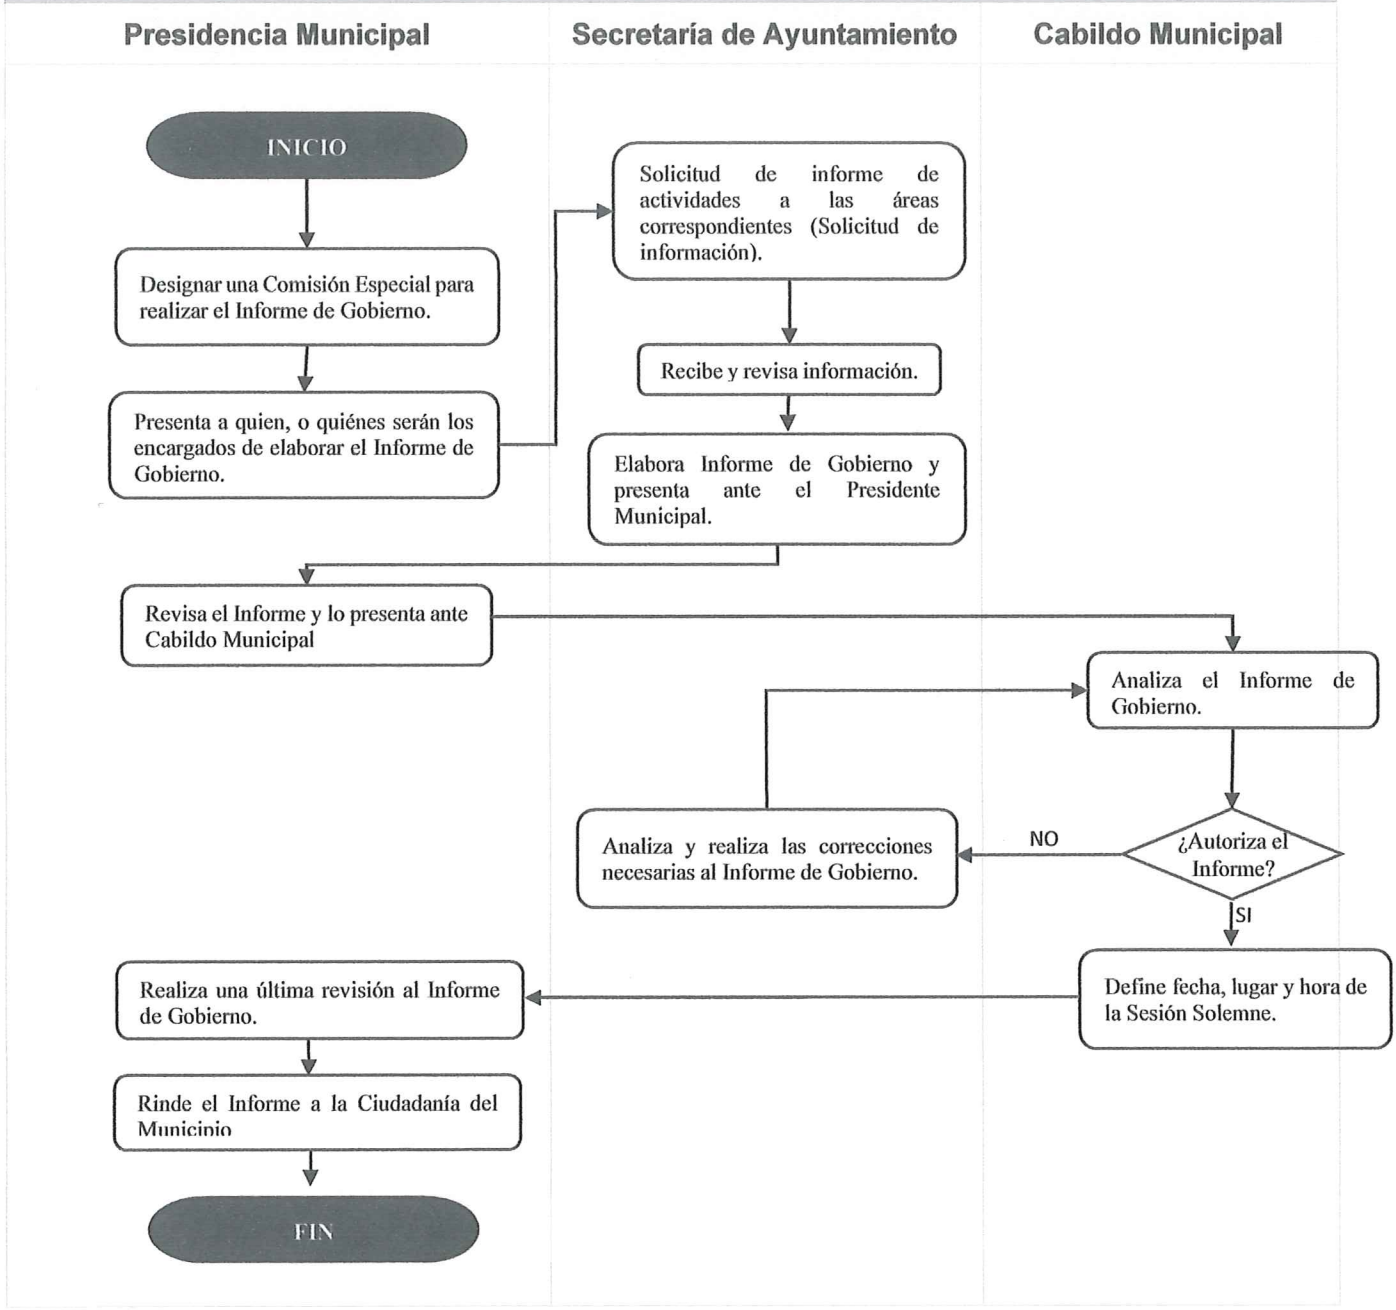 Presidencia Municipal
Secretaría de Ayuntamiento
Cabildo Municipal
INICIO
Designar una Comisión Especial para
realizar el Informe de Gobierno.
Presenta a quien, o quiénes serán los
encargados de elaborar el Informe de
Gobierno.
Solicitud de informe de
actividades a las áreas
correspondientes (Solicitud de
información).
Recibe y revisa información.
Elabora Informe de Gobierno y
presenta ante el Presidente
Municipal.
Revisa el Informe y lo presenta ante
Cabildo Municipal
Analiza el Informe de
Gobierno.
¿Autoriza el
Informe?
NO
Analiza y realiza las correcciones
necesarias al Informe de Gobierno.
SI
Define fecha, lugar y hora de
la Sesión Solemne.
Realiza una última revisión al Informe
de Gobierno.
Rinde el Informe a la Ciudadanía del
Municipio
FIN